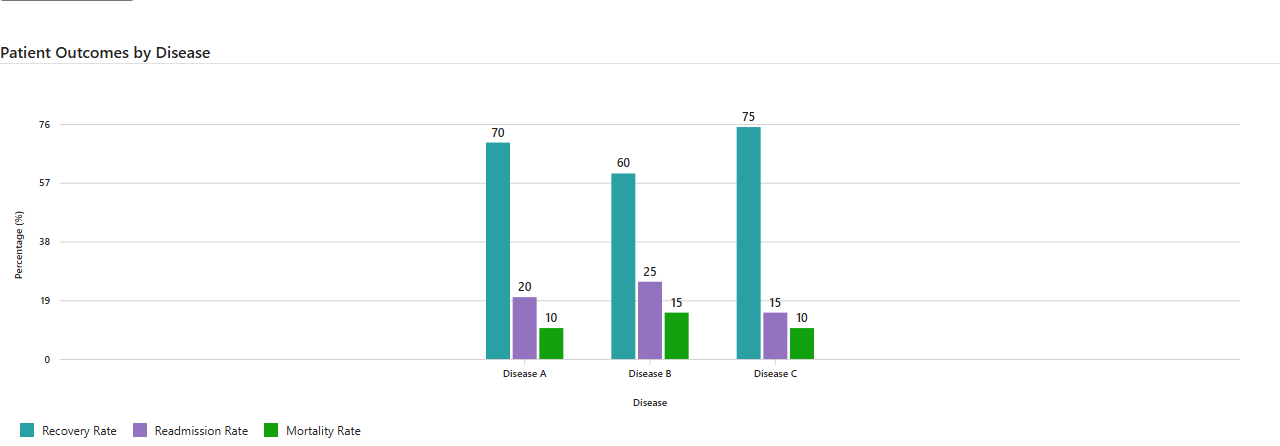 Patient Outcomes by Disease
76
57
38
19
0
Percentage (%)
70
20
10
60
25
15
75
15
10
Disease A
Disease B
Disease C
Disease
Recovery Rate
Readmission Rate
Mortality Rate